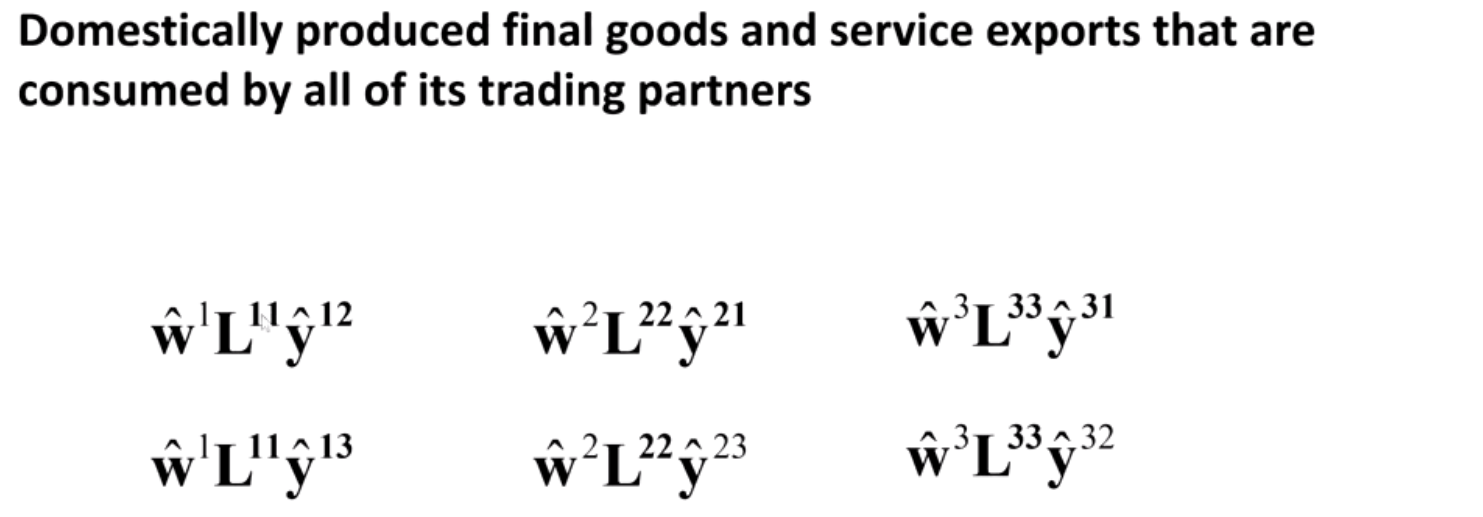 Domestically produced final goods and service exports that are
consumed by all of its trading partners
ŵ¹L¹¹ŷ¹² ŵ²L²²ŷ²¹ ŵ³L³³ŷ³¹
ŵ¹L¹¹ŷ¹³ ŵ²L²²ŷ²³ ŵ³L³³ŷ³²